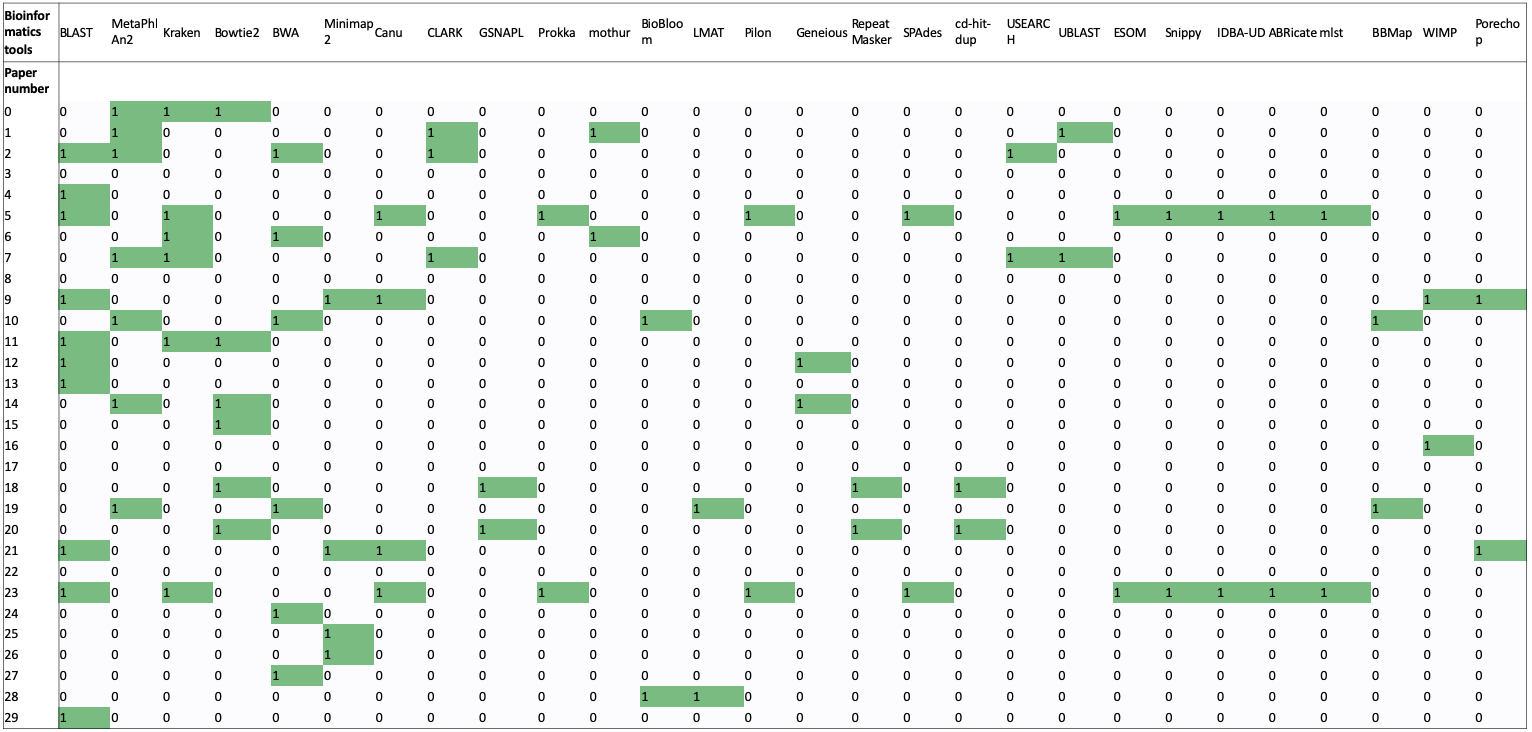 Bioinfor matics tools BLAST MetaPhl An2 Kraken Bowtie2 BWA Minimap 2 Canu CLARK GSNAPL Prokka mothur BioBloo m LMAT Pilon Geneious Repeat Masker SPAdes cd-hit- dup USEARC H UBLAST ESOM Snippy IDBA-UD ABRicate mlst BBMap WIMP Porecho p
Paper number
0 0 1 1 1 0 0 0 0 0 0 0 0 0 0 0 0 0 0 0 0 0 0 0 0 0 0 0 0
1 0 1 0 0 0 0 0 1 0 0 1 0 0 0 0 0 0 0 0 1 0 0 0 0 0 0 0 0
2 1 1 0 0 1 0 0 1 0 0 0 0 0 0 0 0 0 0 1 0 0 0 0 0 0 0 0 0
3 0 0 0 0 0 0 0 0 0 0 0 0 0 0 0 0 0 0 0 0 0 0 0 0 0 0 0 0
4 1 0 0 0 0 0 0 0 0 0 0 0 0 0 0 0 0 0 0 0 0 0 0 0 0 0 0 0
5 1 0 1 0 0 0 1 0 0 1 0 0 0 1 0 0 1 0 0 0 1 1 1 1 1 0 0 0
6 0 0 1 0 1 0 0 0 0 0 1 0 0 0 0 0 0 0 0 0 0 0 0 0 0 0 0 0
7 0 1 1 0 0 0 0 1 0 0 0 0 0 0 0 0 0 0 1 1 0 0 0 0 0 0 0 0
8 0 0 0 0 0 0 0 0 0 0 0 0 0 0 0 0 0 0 0 0 0 0 0 0 0 0 0 0
9 1 0 0 0 0 1 1 0 0 0 0 0 0 0 0 0 0 0 0 0 0 0 0 0 0 0 1 1
10 0 1 0 0 1 0 0 0 0 0 0 1 0 0 0 0 0 0 0 0 0 0 0 0 0 1 0 0
11 1 0 1 1 0 0 0 0 0 0 0 0 0 0 0 0 0 0 0 0 0 0 0 0 0 0 0 0
12 1 0 0 0 0 0 0 0 0 0 0 0 0 0 1 0 0 0 0 0 0 0 0 0 0 0 0 0
13 1 0 0 0 0 0 0 0 0 0 0 0 0 0 0 0 0 0 0 0 0 0 0 0 0 0 0 0
14 0 1 0 1 0 0 0 0 0 0 0 0 0 0 1 0 0 0 0 0 0 0 0 0 0 0 0 0
15 0 0 0 1 0 0 0 0 0 0 0 0 0 0 0 0 0 0 0 0 0 0 0 0 0 0 0 0
16 0 0 0 0 0 0 0 0 0 0 0 0 0 0 0 0 0 0 0 0 0 0 0 0 0 0 1 0
17 0 0 0 0 0 0 0 0 0 0 0 0 0 0 0 0 0 0 0 0 0 0 0 0 0 0 0 0
18 0 0 0 1 0 0 0 0 1 0 0 0 0 0 0 1 0 1 0 0 0 0 0 0 0 0 0 0
19 0 1 0 0 1 0 0 0 0 0 0 0 1 0 0 0 0 0 0 0 0 0 0 0 0 1 0 0
20 0 0 0 1 0 0 0 0 1 0 0 0 0 0 0 1 0 1 0 0 0 0 0 0 0 0 0 0
21 1 0 0 0 0 1 1 0 0 0 0 0 0 0 0 0 0 0 0 0 0 0 0 0 0 0 0 1
22 0 0 0 0 0 0 0 0 0 0 0 0 0 0 0 0 0 0 0 0 0 0 0 0 0 0 0 0
23 1 0 1 0 0 0 1 0 0 1 0 0 0 1 0 0 1 0 0 0 1 1 1 1 1 0 0 0
24 0 0 0 0 1 0 0 0 0 0 0 0 0 0 0 0 0 0 0 0 0 0 0 0 0 0 0 0
25 0 0 0 0 0 1 0 0 0 0 0 0 0 0 0 0 0 0 0 0 0 0 0 0 0 0 0 0
26 0 0 0 0 0 1 0 0 0 0 0 0 0 0 0 0 0 0 0 0 0 0 0 0 0 0 0 0
27 0 0 0 0 1 0 0 0 0 0 0 0 0 0 0 0 0 0 0 0 0 0 0 0 0 0 0 0
28 0 0 0 0 0 0 0 0 0 0 0 1 1 0 0 0 0 0 0 0 0 0 0 0 0 0 0 0
29 1 0 0 0 0 0 0 0 0 0 0 0 0 0 0 0 0 0 0 0 0 0 0 0 0 0 0 0